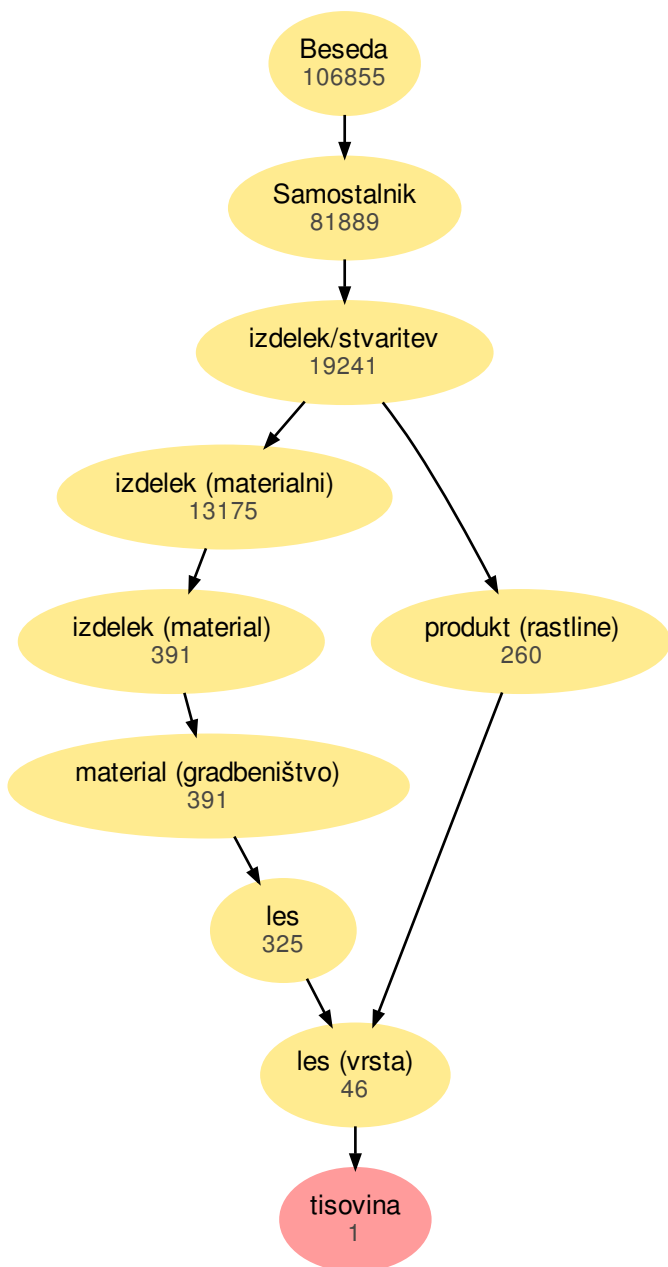 Beseda
106855
Samostalnik
81889
izdelek/stvaritev
19241
izdelek (materialni)
13175
izdelek (material)
391
produkt (rastline)
260
material (gradbeništvo)
391
les
325
les (vrsta)
46
tisovina
1